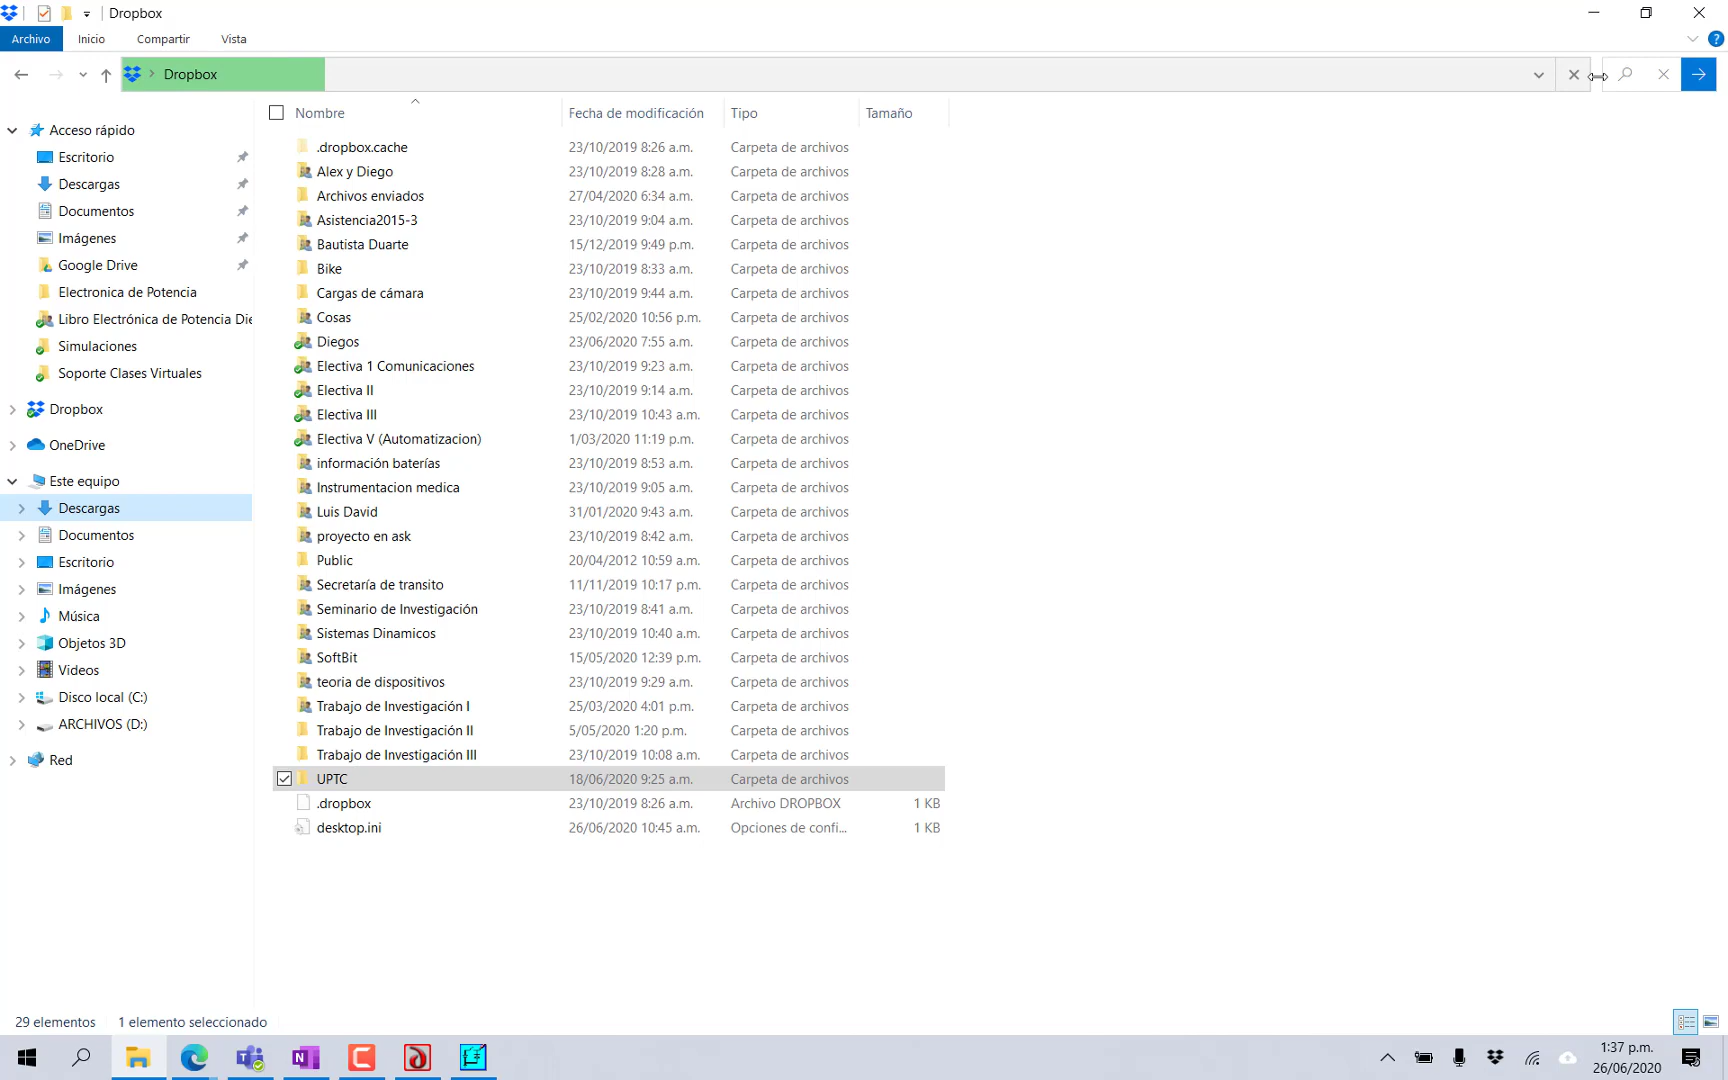 Dropbox
Archivo Inicio Compartir Vista
Dropbox
Nombre Fecha de modificación Tipo Tamaño
Acceso rápido
Escritorio
Descargas
Documentos
Imágenes
Google Drive
Electronica de Potencia
Libro Electrónica de Potencia Die
Simulaciones
Soporte Clases Virtuales
Dropbox
OneDrive
Este equipo
Descargas
Documentos
Escritorio
Imágenes
Música
Objetos 3D
Videos
Disco local (C:)
ARCHIVOS (D:)
Red
.dropbox.cache 23/10/2019 8:26 a.m. Carpeta de archivos
Alex y Diego 23/10/2019 8:28 a.m. Carpeta de archivos
Archivos enviados 27/04/2020 6:34 a.m. Carpeta de archivos
Asistencia2015-3 23/10/2019 9:04 a.m. Carpeta de archivos
Bautista Duarte 15/12/2019 9:49 p.m. Carpeta de archivos
Bike 23/10/2019 8:33 a.m. Carpeta de archivos
Cargas de cámara 23/10/2019 9:44 a.m. Carpeta de archivos
Cosas 25/02/2020 10:56 p.m. Carpeta de archivos
Diegos 23/06/2020 7:55 a.m. Carpeta de archivos
Electiva 1 Comunicaciones 23/10/2019 9:23 a.m. Carpeta de archivos
Electiva II 23/10/2019 9:14 a.m. Carpeta de archivos
Electiva III 23/10/2019 10:43 a.m. Carpeta de archivos
Electiva V (Automatizacion) 1/03/2020 11:19 p.m. Carpeta de archivos
información baterías 23/10/2019 8:53 a.m. Carpeta de archivos
Instrumentacion medica 23/10/2019 9:05 a.m. Carpeta de archivos
Luis David 31/01/2020 9:43 a.m. Carpeta de archivos
proyecto en ask 23/10/2019 8:42 a.m. Carpeta de archivos
Public 20/04/2012 10:59 a.m. Carpeta de archivos
Secretaría de transito 11/11/2019 10:17 p.m. Carpeta de archivos
Seminario de Investigación 23/10/2019 8:41 a.m. Carpeta de archivos
Sistemas Dinamicos 23/10/2019 10:40 a.m. Carpeta de archivos
SoftBit 15/05/2020 12:39 p.m. Carpeta de archivos
teoria de dispositivos 23/10/2019 9:29 a.m. Carpeta de archivos
Trabajo de Investigación I 25/03/2020 4:01 p.m. Carpeta de archivos
Trabajo de Investigación II 5/05/2020 1:20 p.m. Carpeta de archivos
Trabajo de Investigación III 23/10/2019 10:08 a.m. Carpeta de archivos
UPTC 18/06/2020 9:25 a.m. Carpeta de archivos
.dropbox 23/10/2019 8:26 a.m. Archivo DROPBOX 1 KB
desktop.ini 26/06/2020 10:45 a.m. Opciones de confi... 1 KB
29 elementos 1 elemento seleccionado
1:37 p.m.
26/06/2020